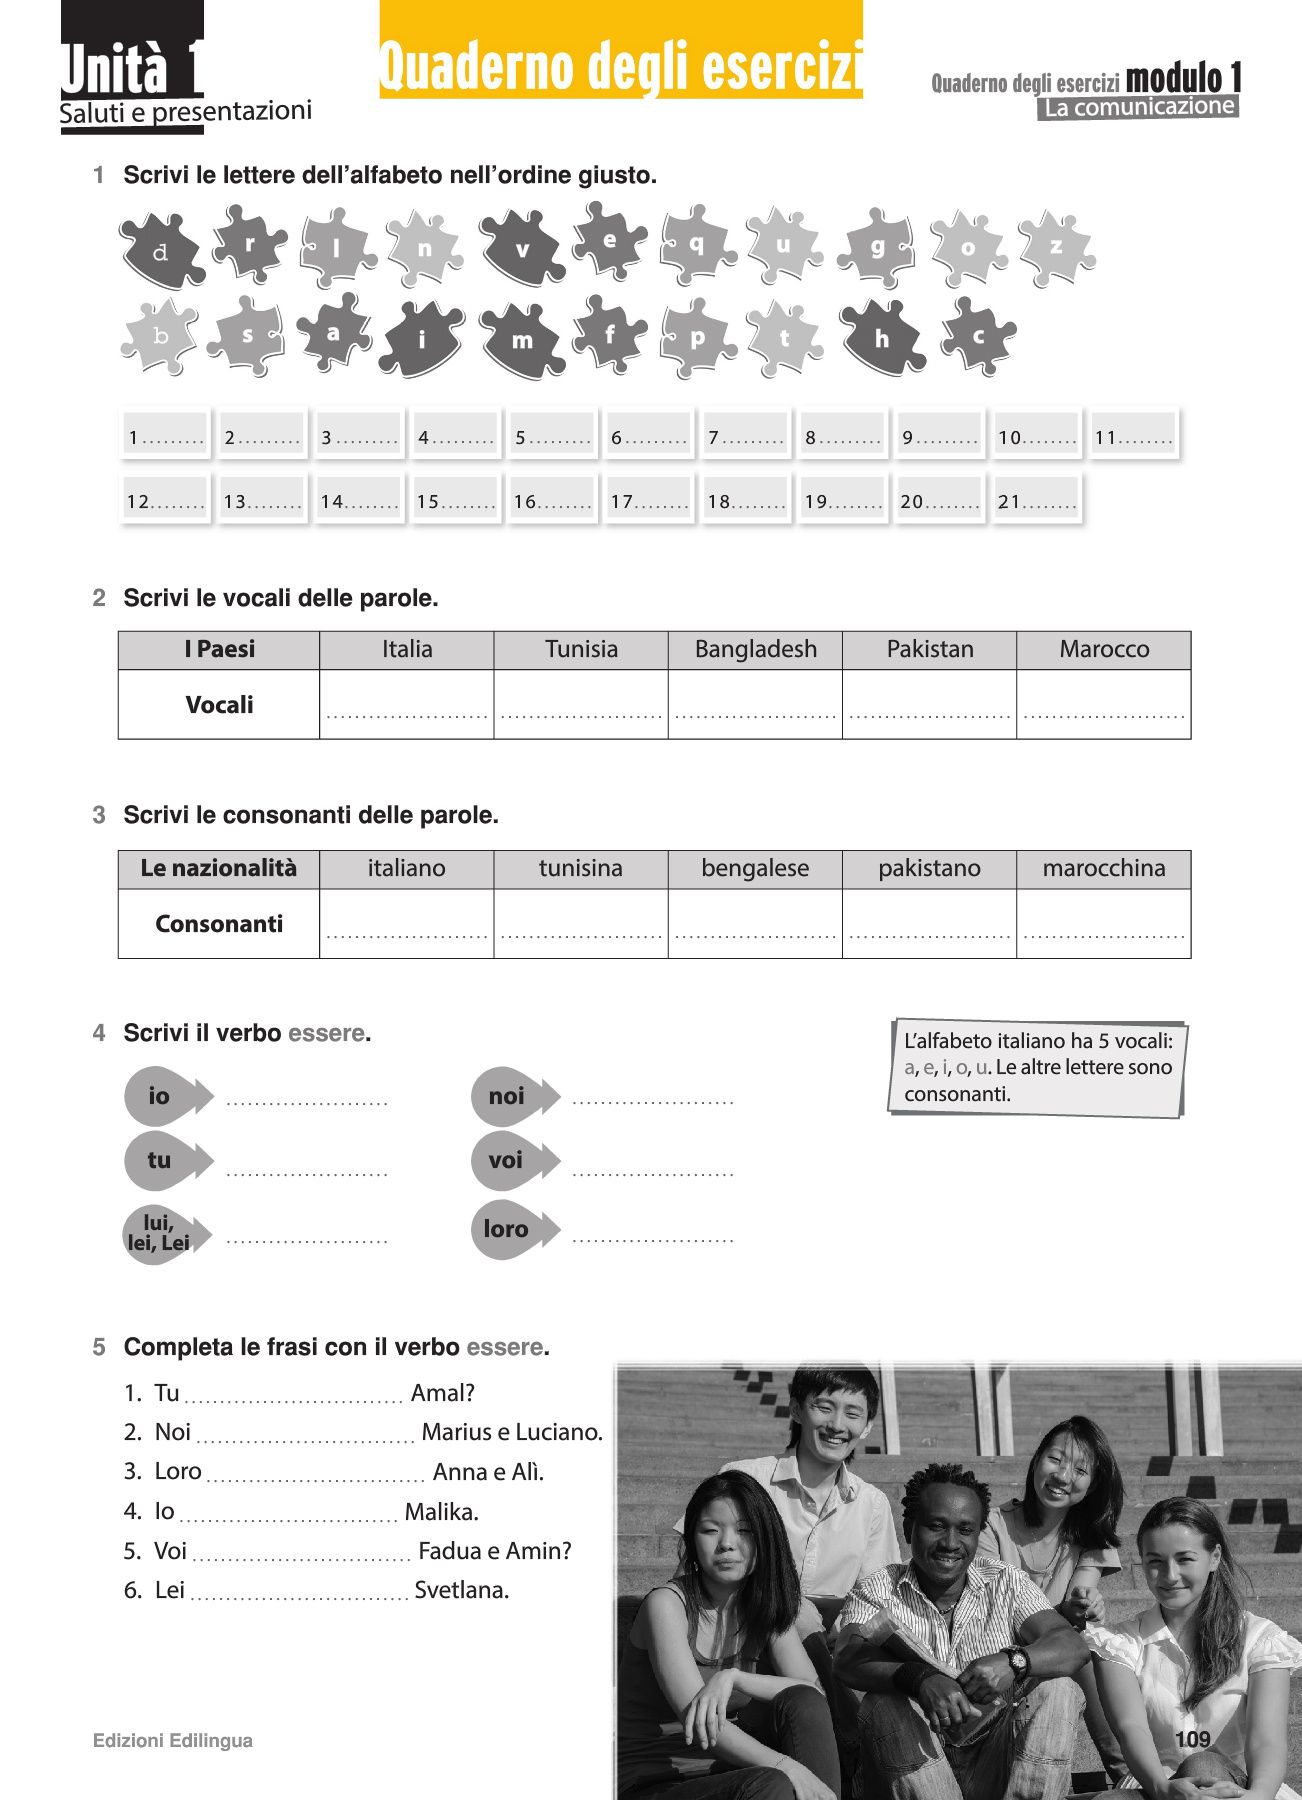 Unità 1
Saluti e presentazioni
Quaderno degli esercizi
Quaderno degli esercizi modulo 1
La comunicazione
1 Scrivi le lettere dell'alfabeto nell'ordine giusto.
d r l n v e q u g o z
b s a i m f p t h c
1......... 2......... 3......... 4......... 5......... 6......... 7......... 8......... 9......... 10........ 11........
12........ 13........ 14........ 15........ 16........ 17........ 18........ 19........ 20........ 21........
2 Scrivi le vocali delle parole.
I Paesi Italia Tunisia Bangladesh Pakistan Marocco
Vocali ....................... ....................... ....................... ....................... .......................
3 Scrivi le consonanti delle parole.
Le nazionalità italiano tunisina bengalese pakistano marocchina
Consonanti ....................... ....................... ....................... ....................... .......................
4 Scrivi il verbo essere.
L'alfabeto italiano ha 5 vocali:
a, e, i, o, u. Le altre lettere sono
consonanti.
io ....................... noi .......................
tu ....................... voi .......................
lui,
lei, Lei ....................... loro .......................
5 Completa le frasi con il verbo essere.
1. Tu ............................... Amal?
2. Noi ............................... Marius e Luciano.
3. Loro ............................... Anna e Alì.
4. Io ............................... Malika.
5. Voi ............................... Fadua e Amin?
6. Lei ............................... Svetlana.
Edizioni Edilingua
109